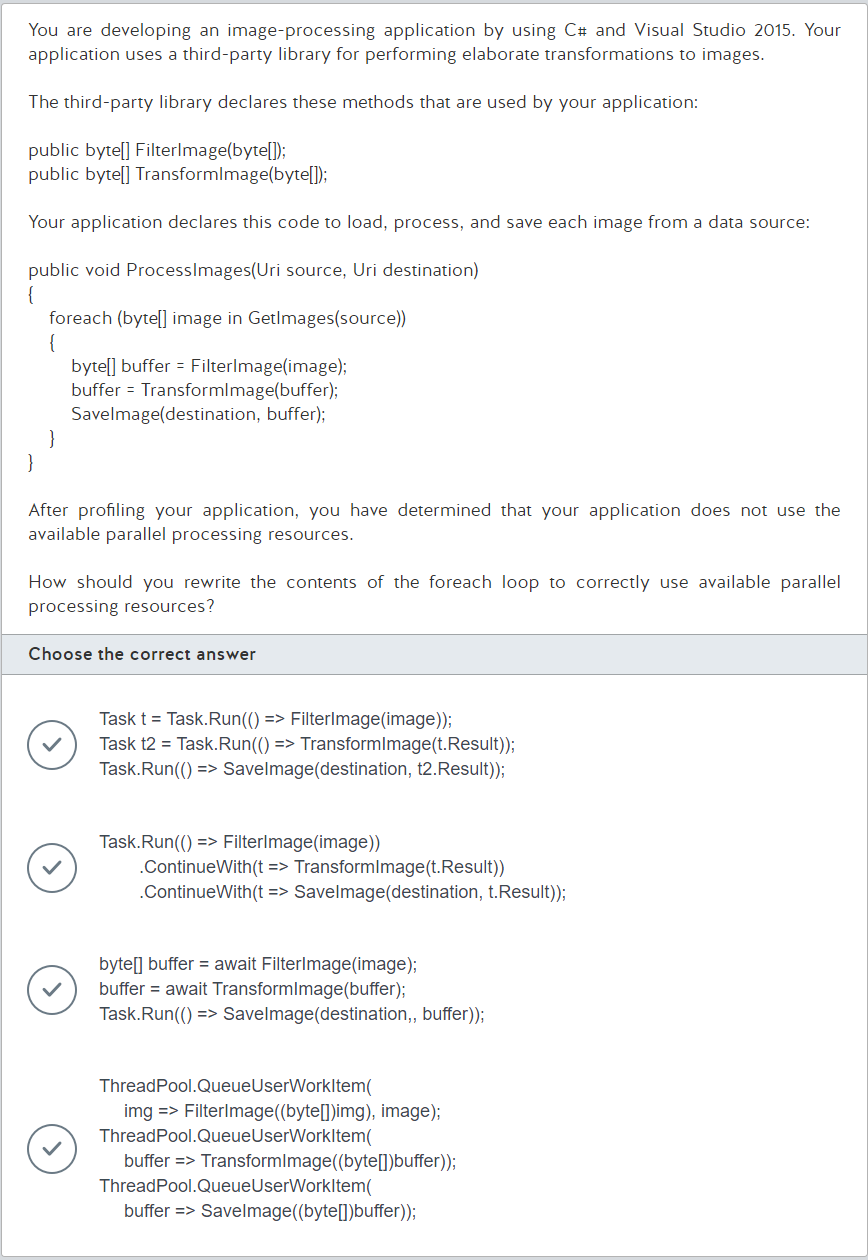 You are developing an image-processing application by using C# and Visual Studio 2015. Your
application uses a third-party library for performing elaborate transformations to images.
The third-party library declares these methods that are used by your application:
public byte[] FilterImage(byte[]);
public byte[] TransformImage(byte[]);
Your application declares this code to load, process, and save each image from a data source:
public void ProcessImages(Uri source, Uri destination)
{
foreach (byte[] image in GetImages(source))
{
byte[] buffer = FilterImage(image);
buffer = TransformImage(buffer);
SaveImage(destination, buffer);
}
}
After profiling your application, you have determined that your application does not use the
available parallel processing resources.
How should you rewrite the contents of the foreach loop to correctly use available parallel
processing resources?
Choose the correct answer
Task t = Task.Run(() => FilterImage(image));
Task t2 = Task.Run(() => TransformImage(t.Result));
Task.Run(() => SaveImage(destination, t2.Result));
Task.Run(() => FilterImage(image))
.ContinueWith(t => TransformImage(t.Result))
.ContinueWith(t => SaveImage(destination, t.Result));
byte[] buffer = await FilterImage(image);
buffer = await TransformImage(buffer);
Task.Run(() => SaveImage(destination,, buffer));
ThreadPool.QueueUserWorkItem(
img => FilterImage((byte[])img), image);
ThreadPool.QueueUserWorkItem(
buffer => TransformImage((byte[])buffer));
ThreadPool.QueueUserWorkItem(
buffer => SaveImage((byte[])buffer));